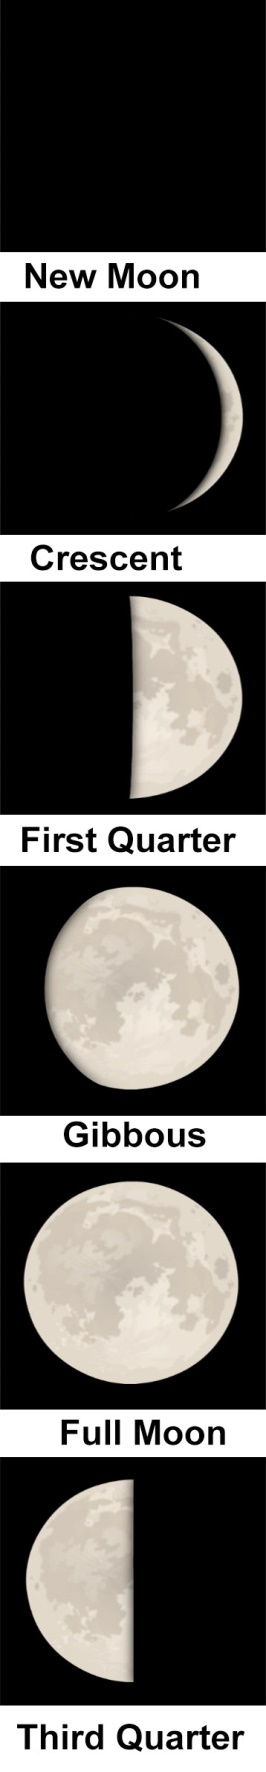 New Moon
Crescent
First Quarter
Gibbous
Full Moon
Third Quarter